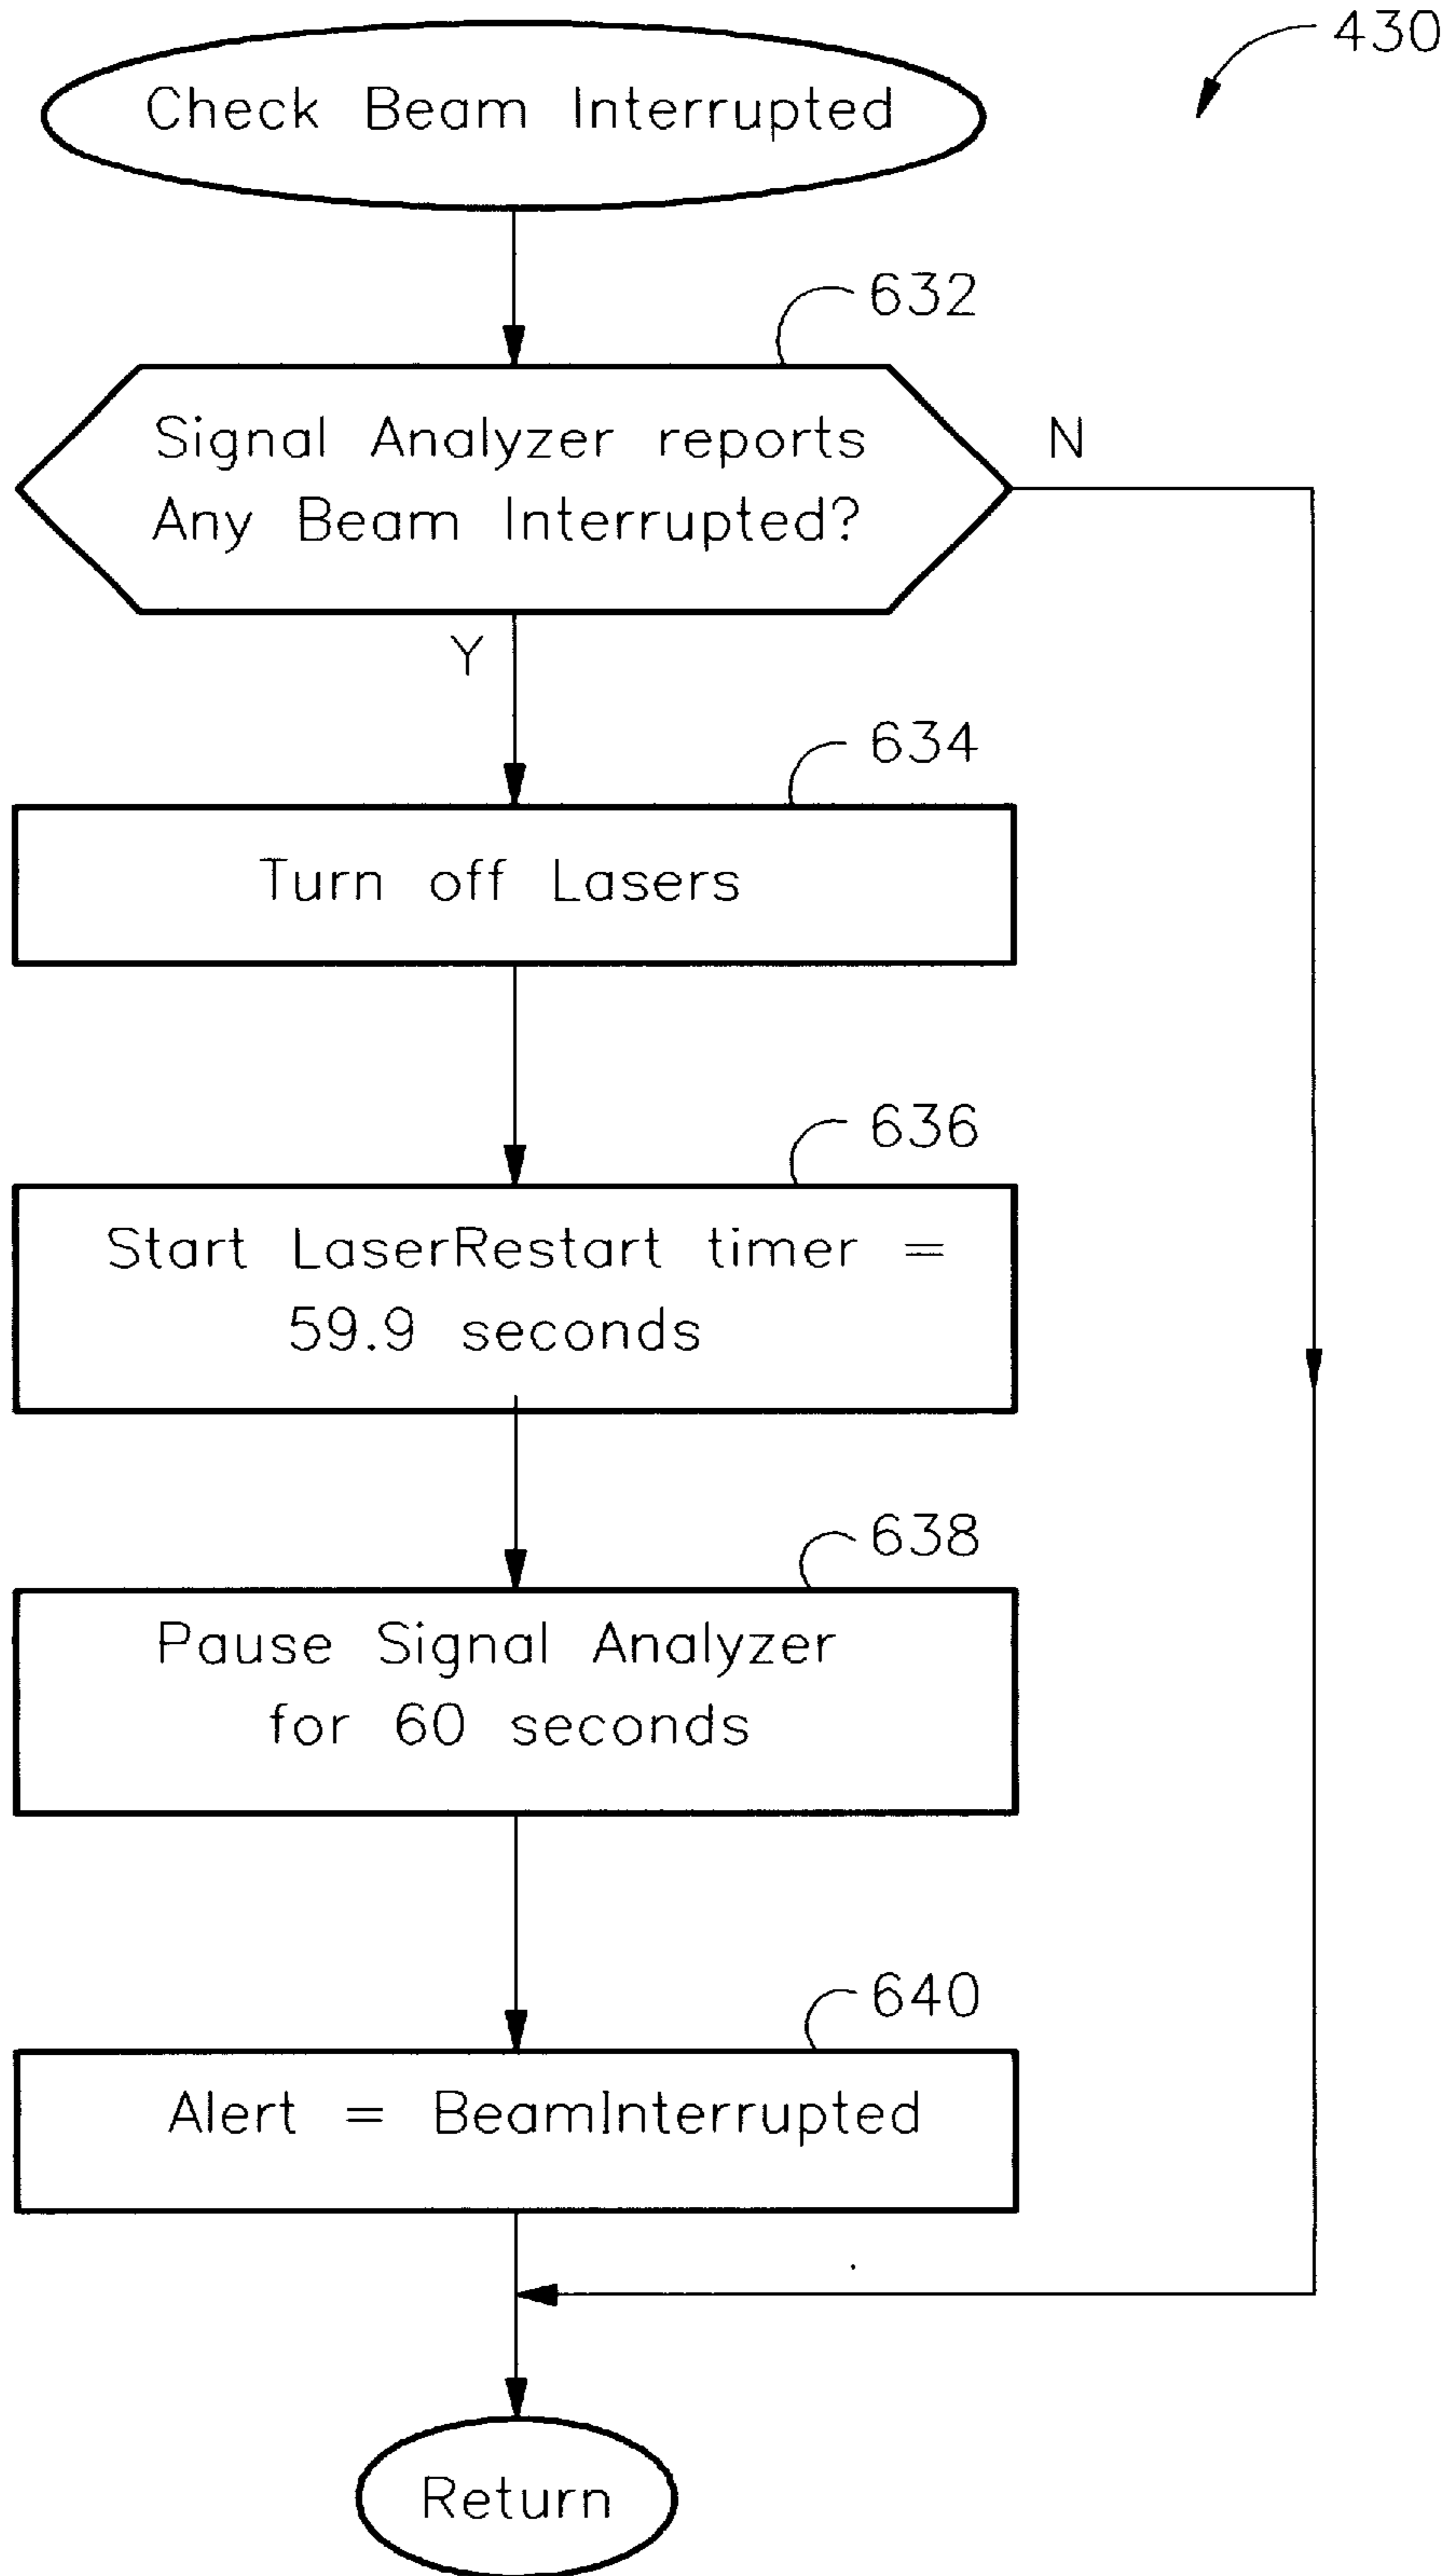 430
Check Beam Interrupted
632
Signal Analyzer reports
Any Beam Interrupted?
N
Y
634
Turn off Lasers
636
Start LaserRestart timer =
59.9 seconds
638
Pause Signal Analyzer
for 60 seconds
640
Alert = BeamInterrupted
Return